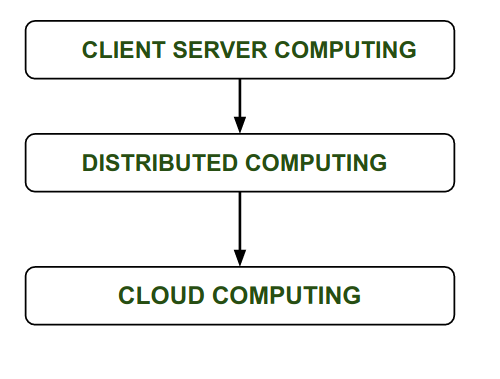 CLIENT SERVER COMPUTING
DISTRIBUTED COMPUTING
CLOUD COMPUTING